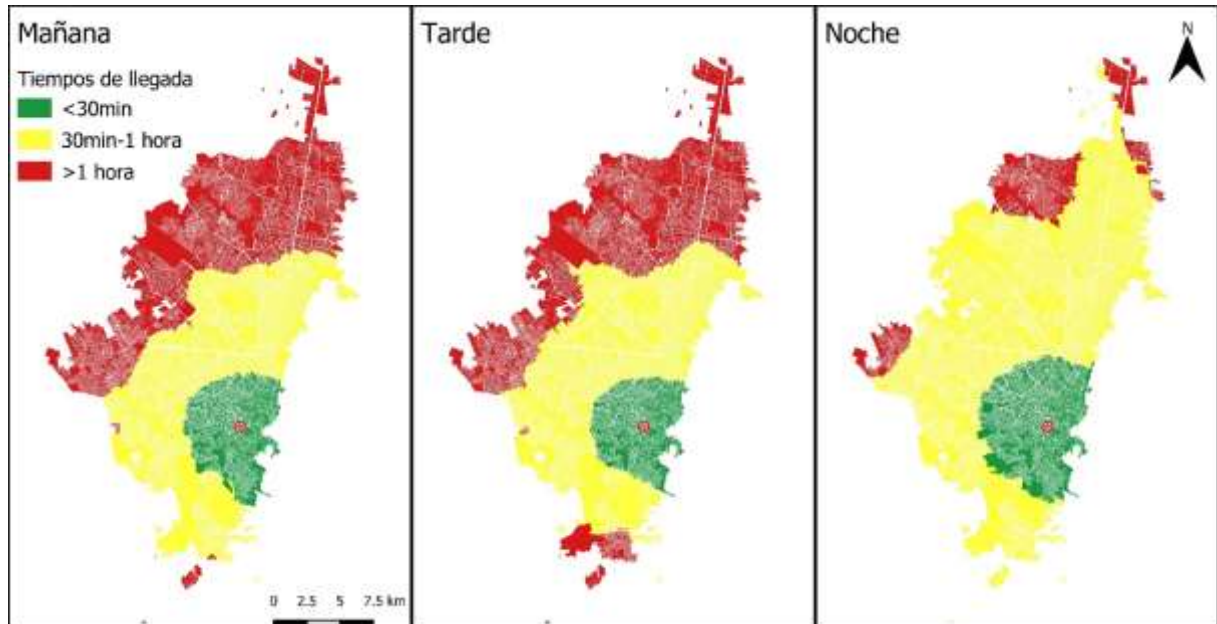 Mañana
Tiempos de llegada
<30min
30min-1 hora
>1 hora
0 2.5 5 7.5 km
Tarde
Noche
N